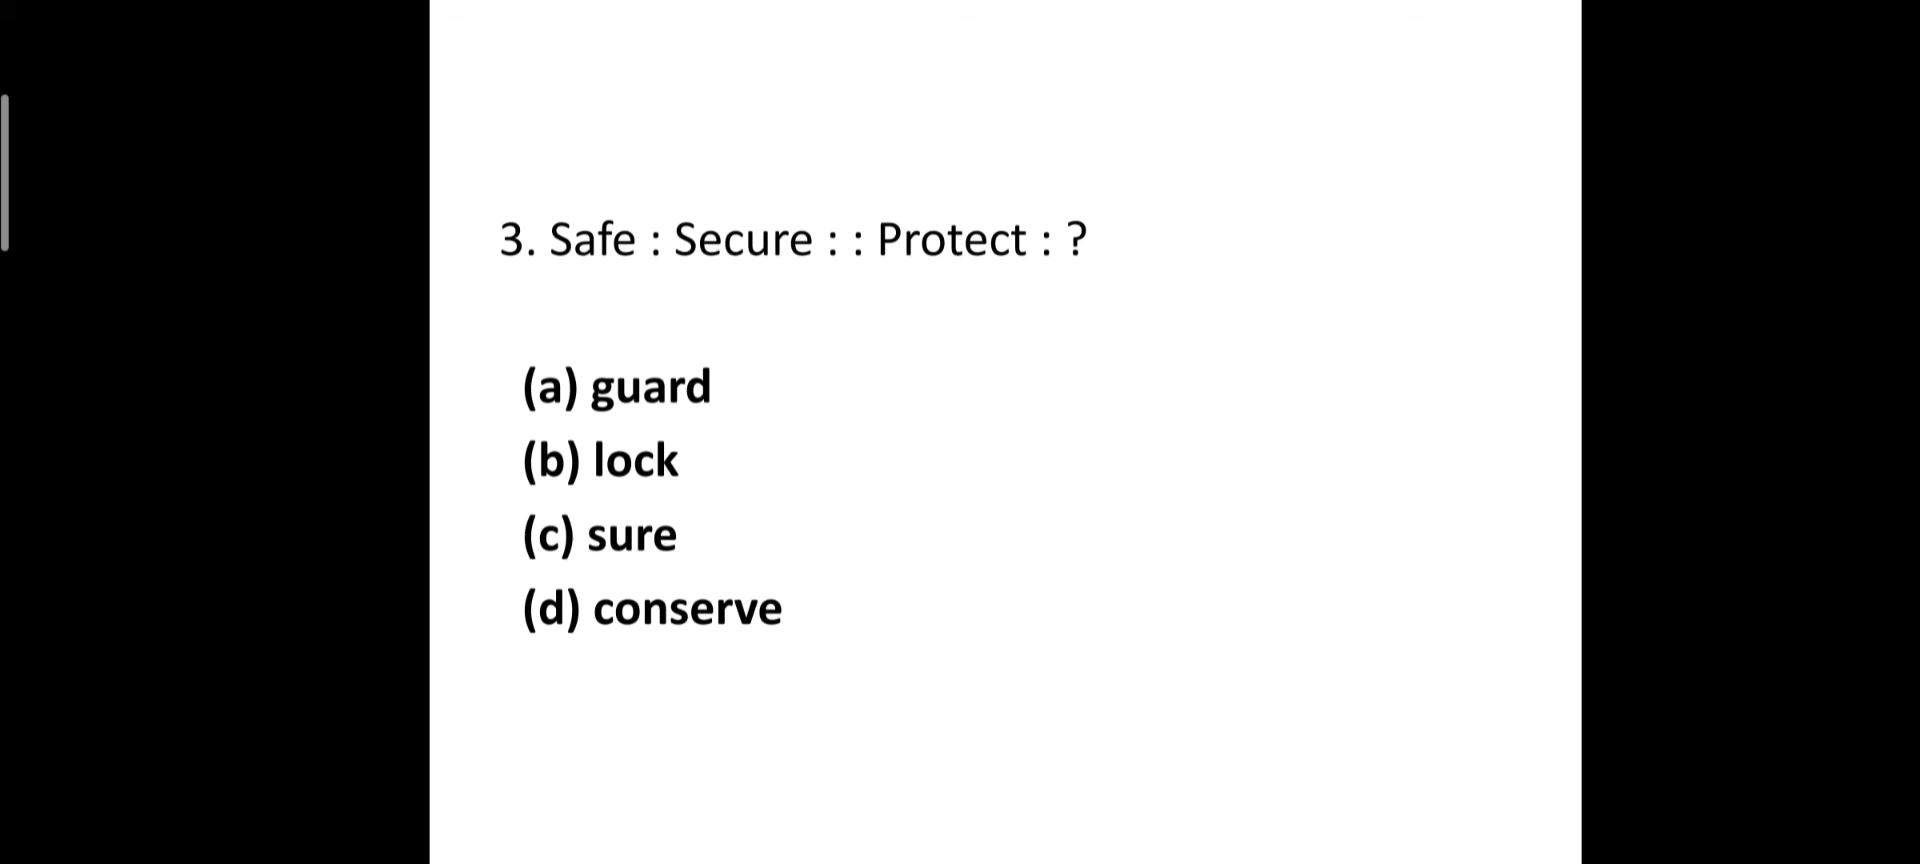 3. Safe : Secure : : Protect : ?
(a) guard
(b) lock
(c) sure
(d) conserve